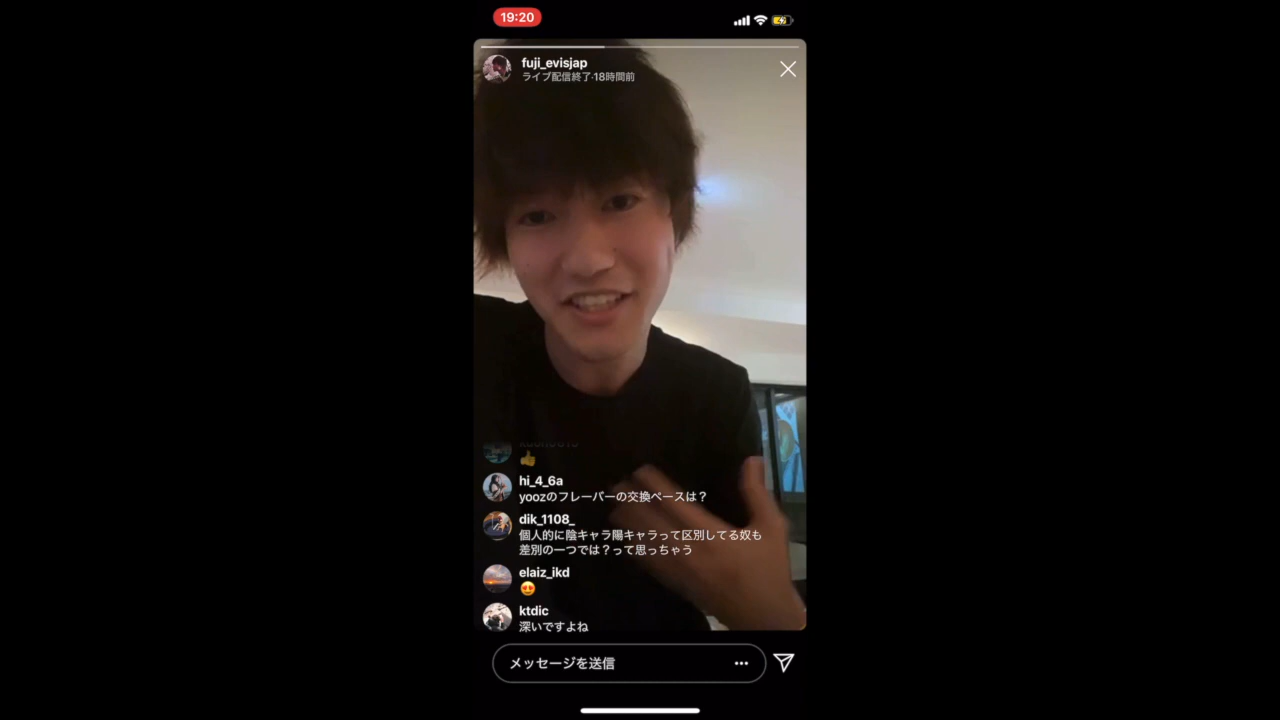 19:20
fuji_evisjap
ライブ配信終了·18時間前
hi_4_6a
yoozのフレーバーの交換ペースは？
dik_1108_
個人的に陰キャラ陽キャラって区別してる奴も
差別の一つでは？って思っちゃう
elaiz_ikd
ktdic
深いですよね
メッセージを送信